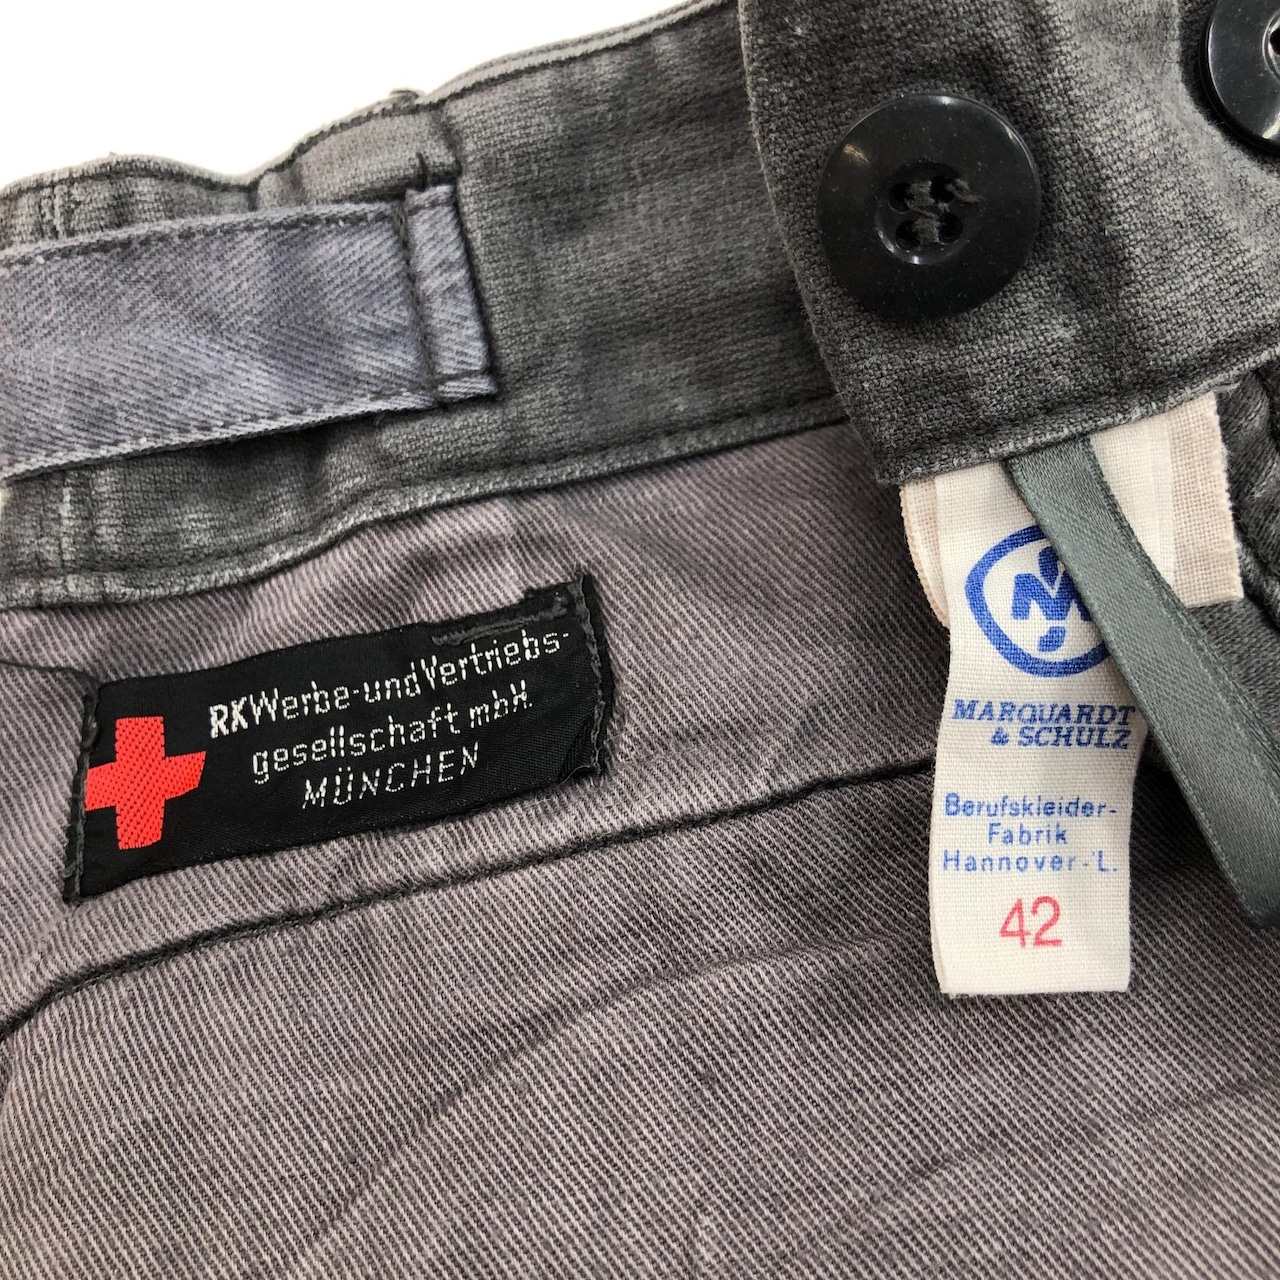 RK Werbe-und Vertriebs-
gesellschaft mbH.
MÜNCHEN
MARQUARDT
& SCHULZ
Berufskleider-
Fabrik
Hannover-L.
42